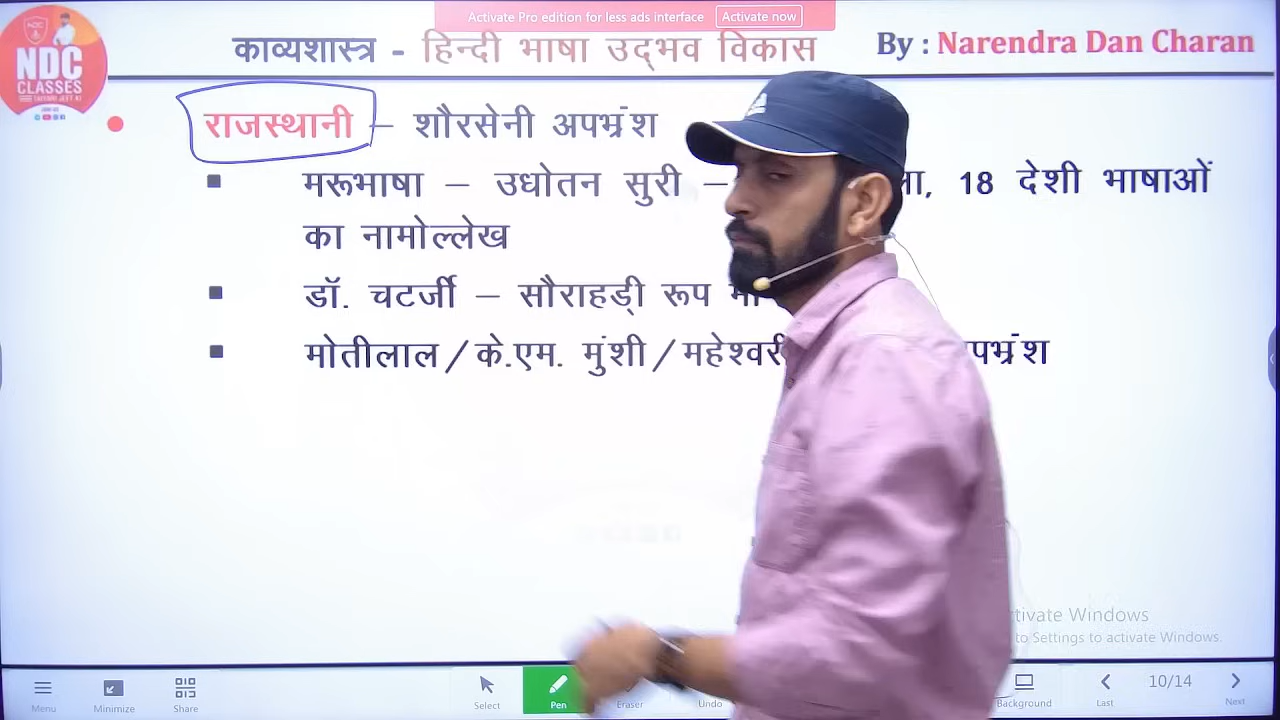 Activate Pro edition for less ads interface Activate now
काव्यशास्त्र - हिन्दी भाषा उद्भव विकास
By : Narendra Dan Charan
NDC
CLASSES
राजस्थानी – शौरसेनी अपभ्रंश
मरूभाषा – उधोतन सुरी – 18 देशी भाषाओं
का नामोल्लेख
डॉ. चटर्जी – सौराहड़ी रूप
मोतीलाल/के.एम. मुंशी/महेश्वरी
Activate Windows
to Settings to activate Windows.
Menu Minimize Share Select Pen Eraser Undo Background Last 10/14 Next